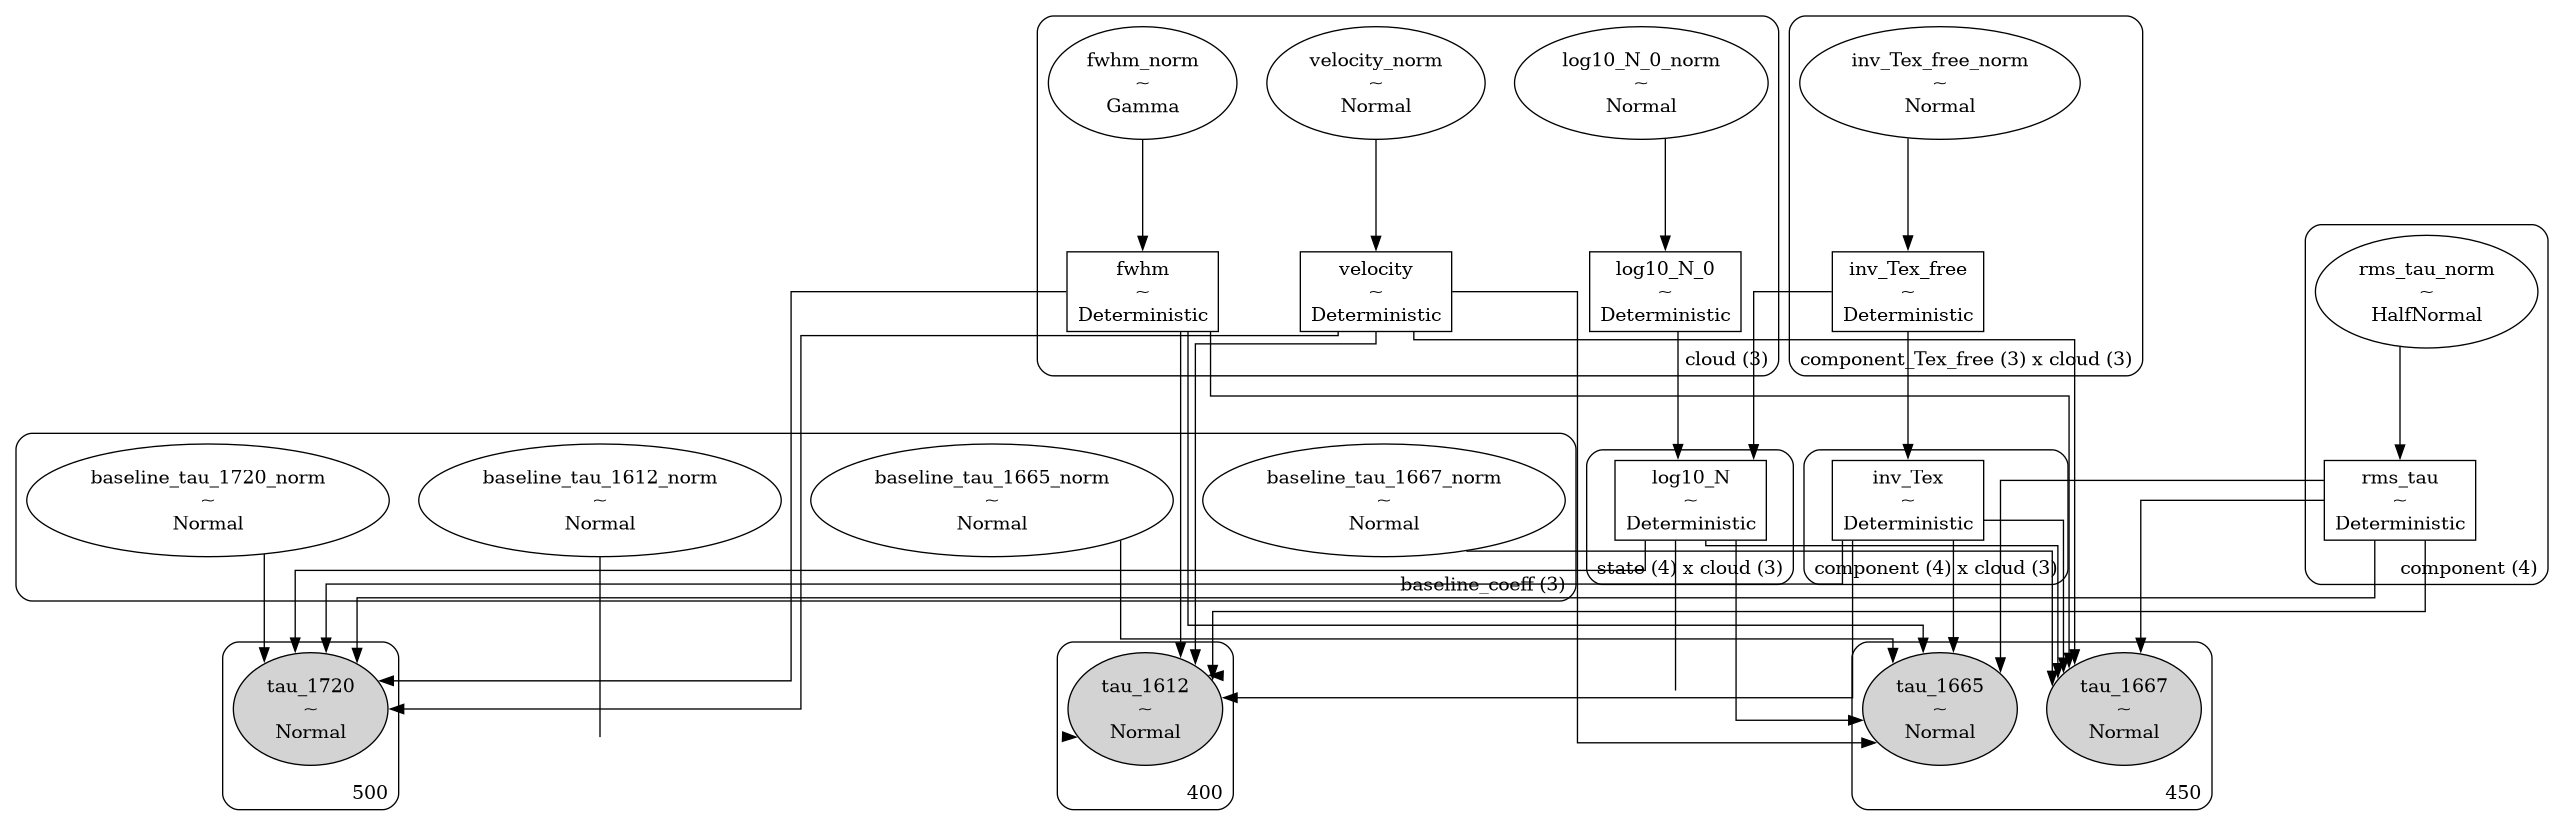 fwhm_norm
~
Gamma
velocity_norm
~
Normal
log10_N_0_norm
~
Normal
inv_Tex_free_norm
~
Normal
fwhm
~
Deterministic
velocity
~
Deterministic
log10_N_0
~
Deterministic
inv_Tex_free
~
Deterministic
rms_tau_norm
~
HalfNormal
cloud (3)
component_Tex_free (3) x cloud (3)
baseline_tau_1720_norm
~
Normal
baseline_tau_1612_norm
~
Normal
baseline_tau_1665_norm
~
Normal
baseline_tau_1667_norm
~
Normal
log10_N
~
Deterministic
inv_Tex
~
Deterministic
rms_tau
~
Deterministic
baseline_coeff (3)
state (4) x cloud (3)
component (4) x cloud (3)
component (4)
tau_1720
~
Normal
tau_1612
~
Normal
tau_1665
~
Normal
tau_1667
~
Normal
500
400
450